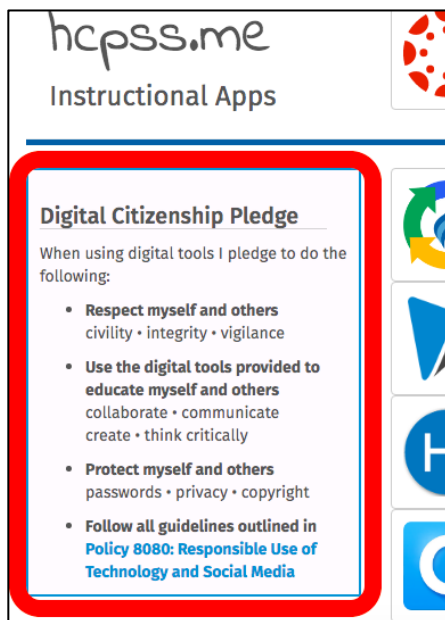 hcpss.me
Instructional Apps
Digital Citizenship Pledge
When using digital tools I pledge to do the
following:
• Respect myself and others
civility • integrity • vigilance
• Use the digital tools provided to
educate myself and others
collaborate • communicate
create • think critically
• Protect myself and others
passwords • privacy • copyright
• Follow all guidelines outlined in
Policy 8080: Responsible Use of
Technology and Social Media
H